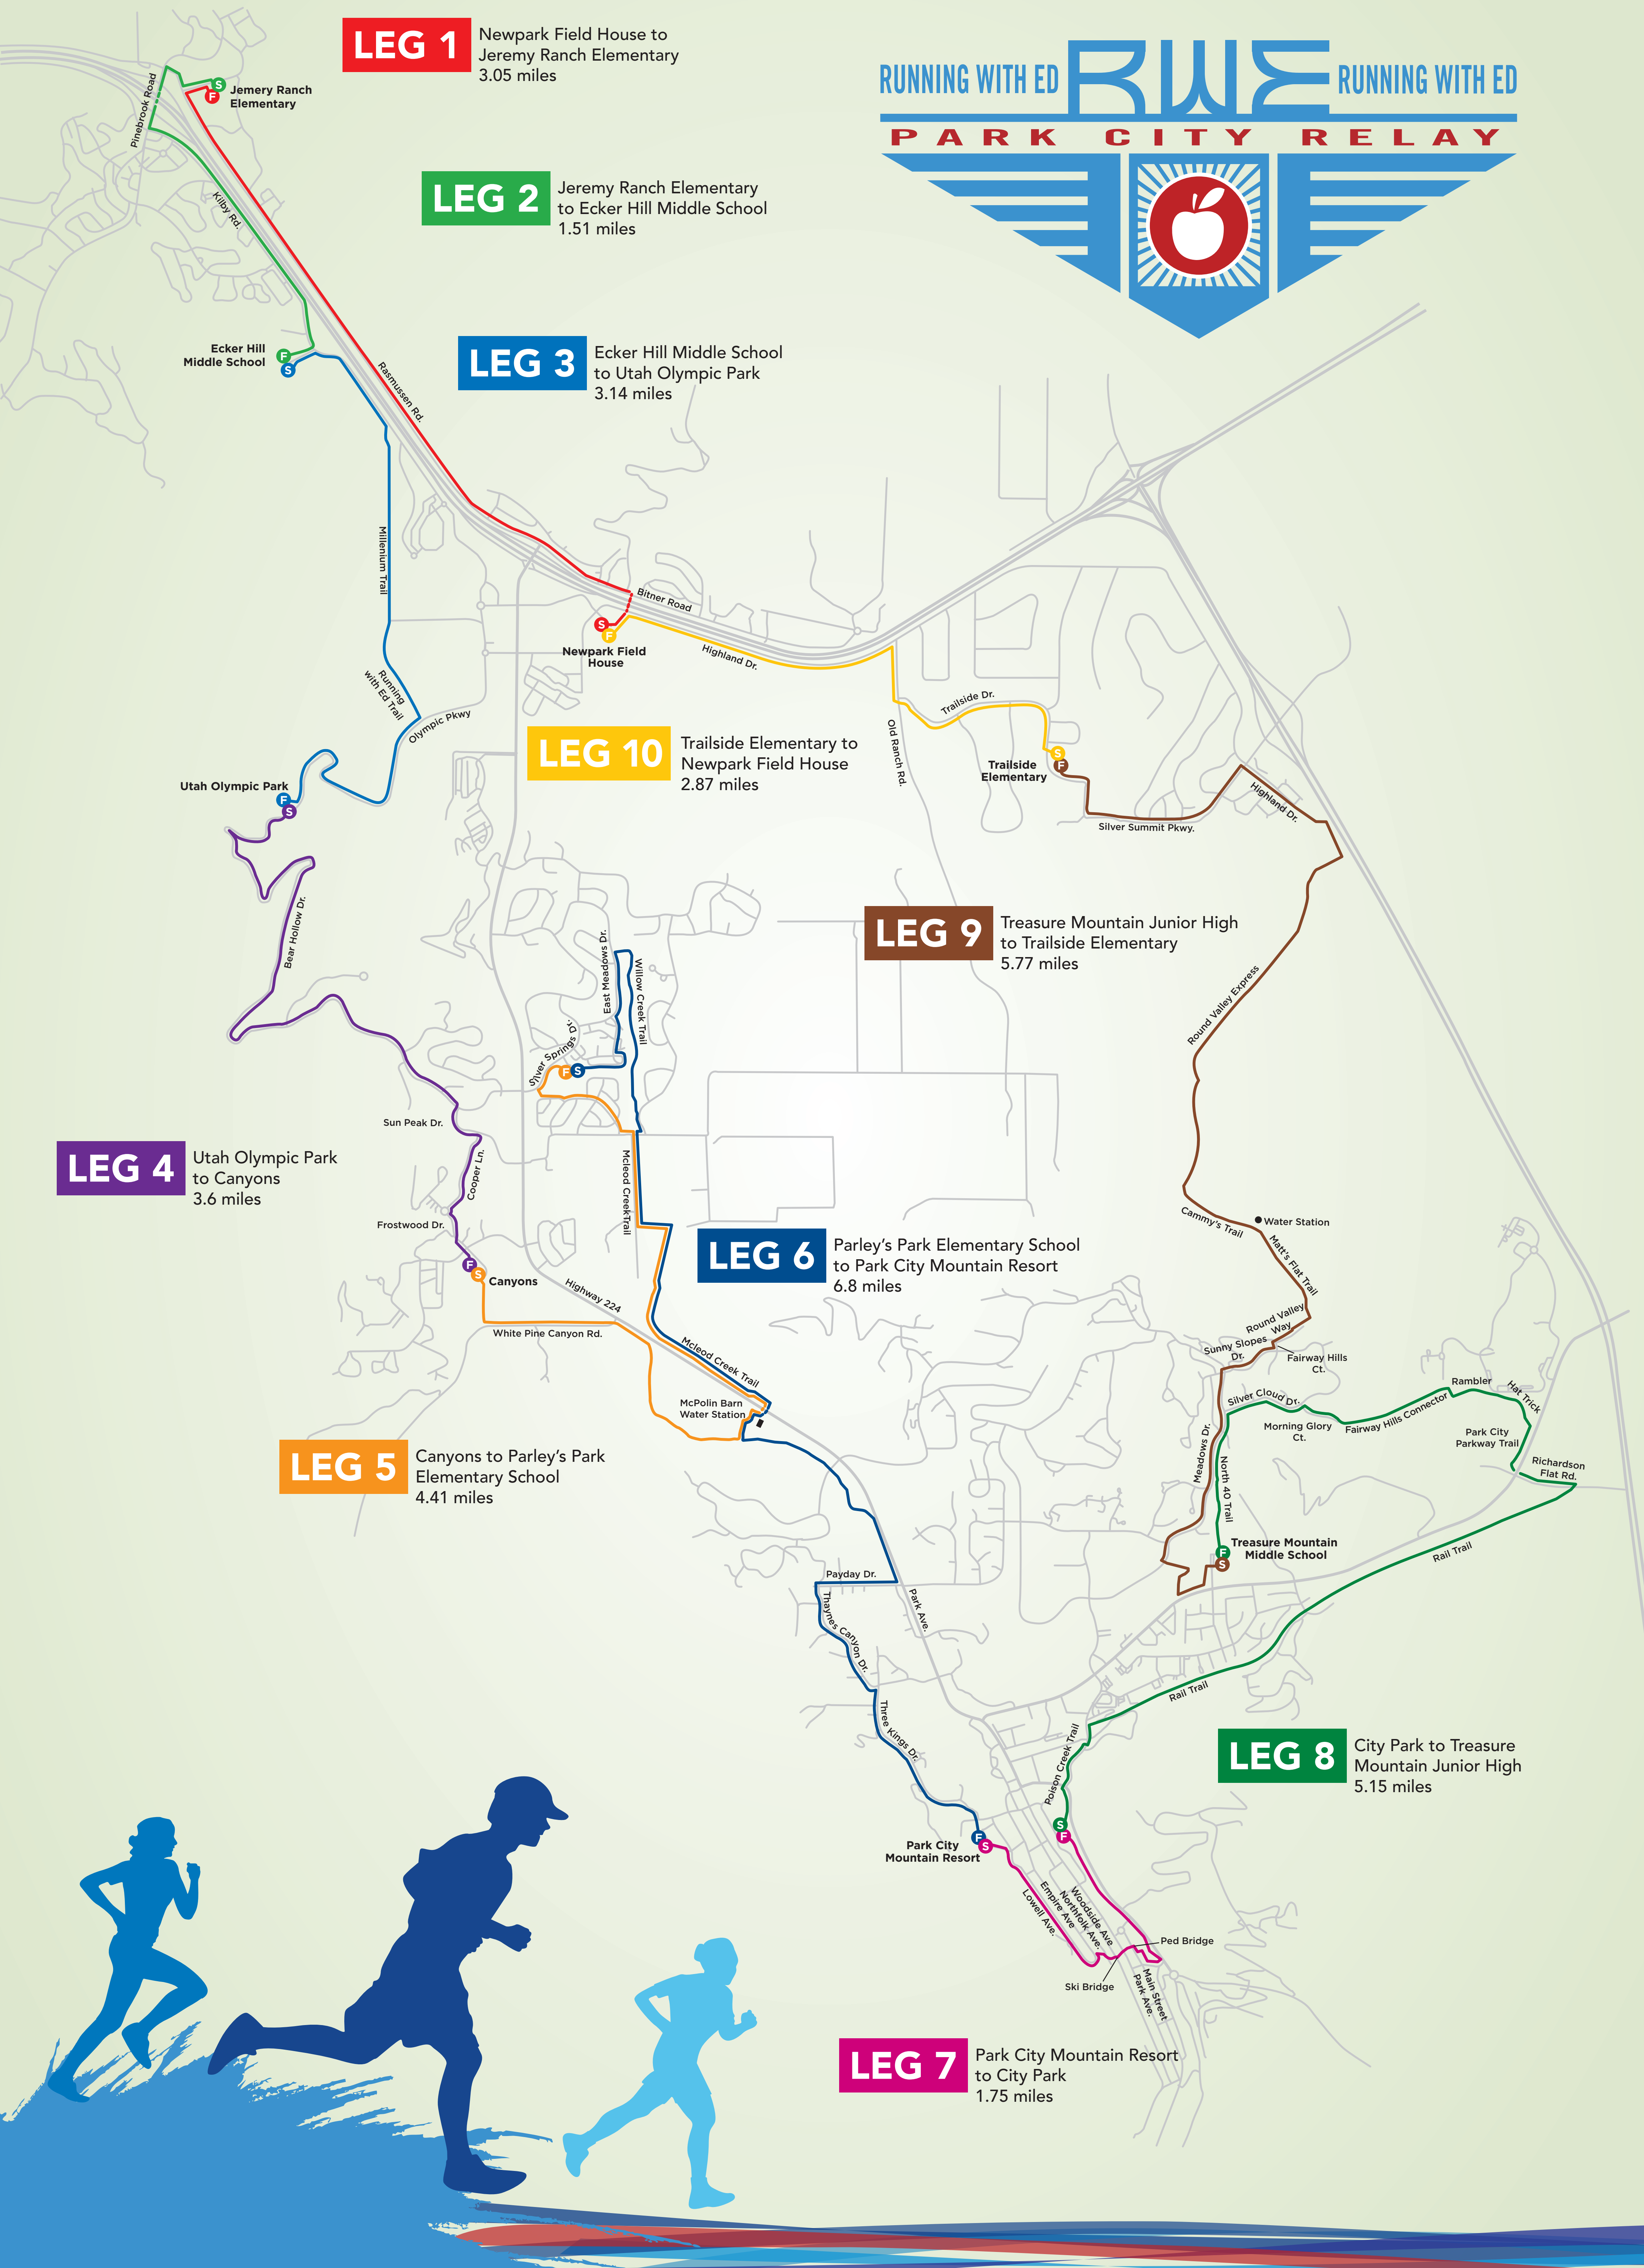 LEG 1
Newpark Field House to
Jeremy Ranch Elementary
3.05 miles
RUNNING WITH ED
RWE
RUNNING WITH ED
PARK CITY RELAY
Pinebrook Road
S
F
Jemery Ranch
Elementary
LEG 2
Jeremy Ranch Elementary
to Ecker Hill Middle School
1.51 miles
Kilby Rd.
Ecker Hill
Middle School
F
S
LEG 3
Ecker Hill Middle School
to Utah Olympic Park
3.14 miles
Rasmussen Rd.
Millenium Trail
Bitner Road
S
F
Newpark Field
House
Highland Dr.
Running
with Ed Trail
Olympic Pkwy
Trailside Dr.
Old Ranch Rd.
LEG 10
Trailside Elementary to
Newpark Field House
2.87 miles
S
F
Trailside
Elementary
Highland Dr.
Silver Summit Pkwy.
Utah Olympic Park
F
S
Bear Hollow Dr.
LEG 9
Treasure Mountain Junior High
to Trailside Elementary
5.77 miles
East Meadows Dr.
Willow Creek Trail
Round Valley Express
Silver Springs Dr.
F
S
Sun Peak Dr.
LEG 4
Utah Olympic Park
to Canyons
3.6 miles
Cooper Ln.
Mcleod CreekTrail
Frostwood Dr.
Cammy's Trail
Water Station
Matt's Flat Trail
LEG 6
Parley's Park Elementary School
to Park City Mountain Resort
6.8 miles
F
S
Canyons
Highway 224
White Pine Canyon Rd.
Mcleod Creek Trail
Round Valley
Way
Sunny Slopes
Dr.
Fairway Hills
Ct.
McPolin Barn
Water Station
Silver Cloud Dr.
Morning Glory
Ct.
Fairway Hills Connector
Rambler
Hat Trick
Park City
Parkway Trail
Richardson
Flat Rd.
LEG 5
Canyons to Parley's Park
Elementary School
4.41 miles
Meadows Dr.
North 40 Trail
F
S
Treasure Mountain
Middle School
Rail Trail
Payday Dr.
Park Ave.
Thaynes Canyon Dr.
Rail Trail
Three Kings Dr.
Poison Creek Trail
LEG 8
City Park to Treasure
Mountain Junior High
5.15 miles
S
F
F
S
Park City
Mountain Resort
Lowell Ave.
Empire Ave
Northfolk Ave.
Woodside Ave
Ped Bridge
Ski Bridge
Main Street
Park Ave.
LEG 7
Park City Mountain Resort
to City Park
1.75 miles